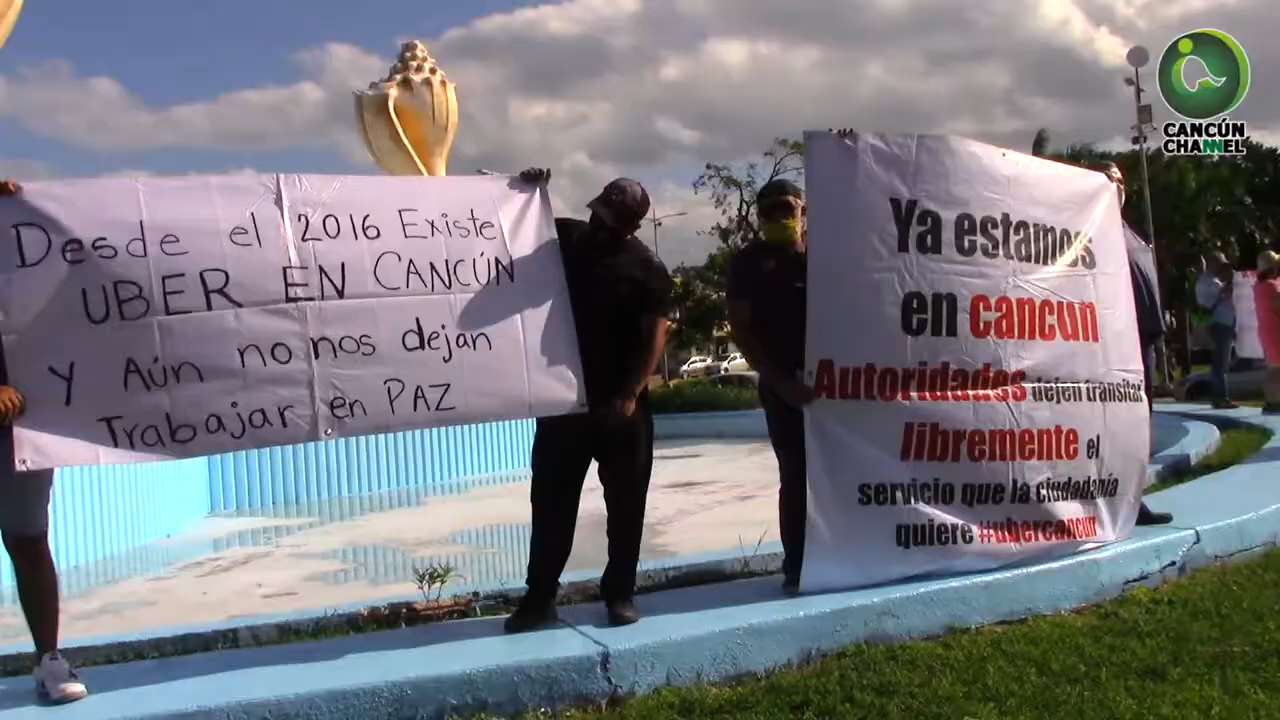 Desde el 2016 Existe
UBER EN CANCÚN
Y Aún no nos dejan
Trabajar en PAZ
Ya estamos
en cancun
Autoridades dejen transitar
libremente el
servicio que la ciudadanía
quiere #ubercancun
CANCÚN
CHANNEL